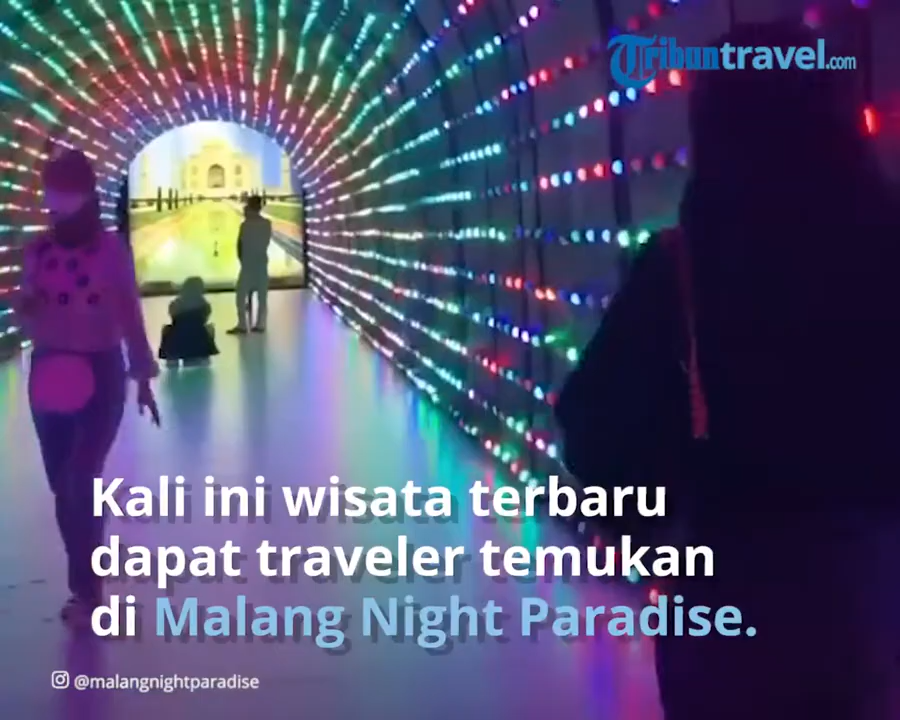 Tribuntravel.com
Kali ini wisata terbaru
dapat traveler temukan
di Malang Night Paradise.
@malangnightparadise